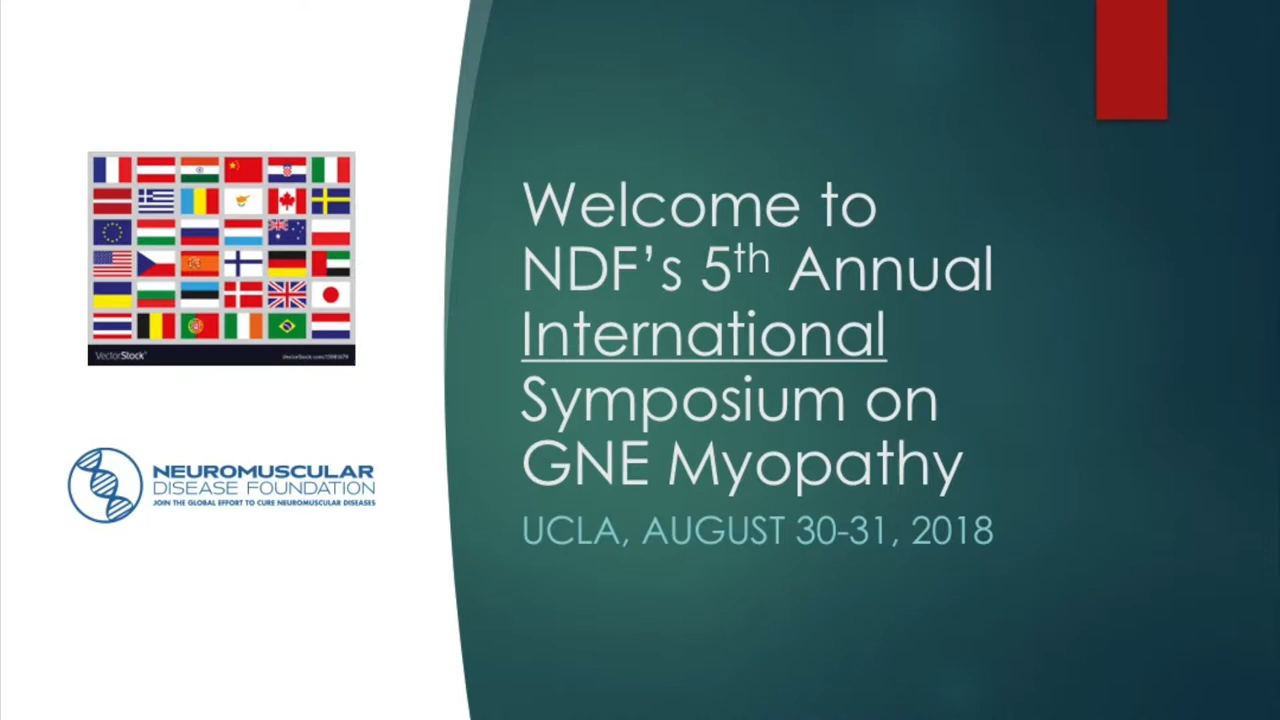 Welcome to
NDF's 5th Annual
International
Symposium on
GNE Myopathy
UCLA, AUGUST 30-31, 2018
VectorStock®
NEUROMUSCULAR
DISEASE FOUNDATION
JOIN THE GLOBAL EFFORT TO CURE NEUROMUSCULAR DISEASES